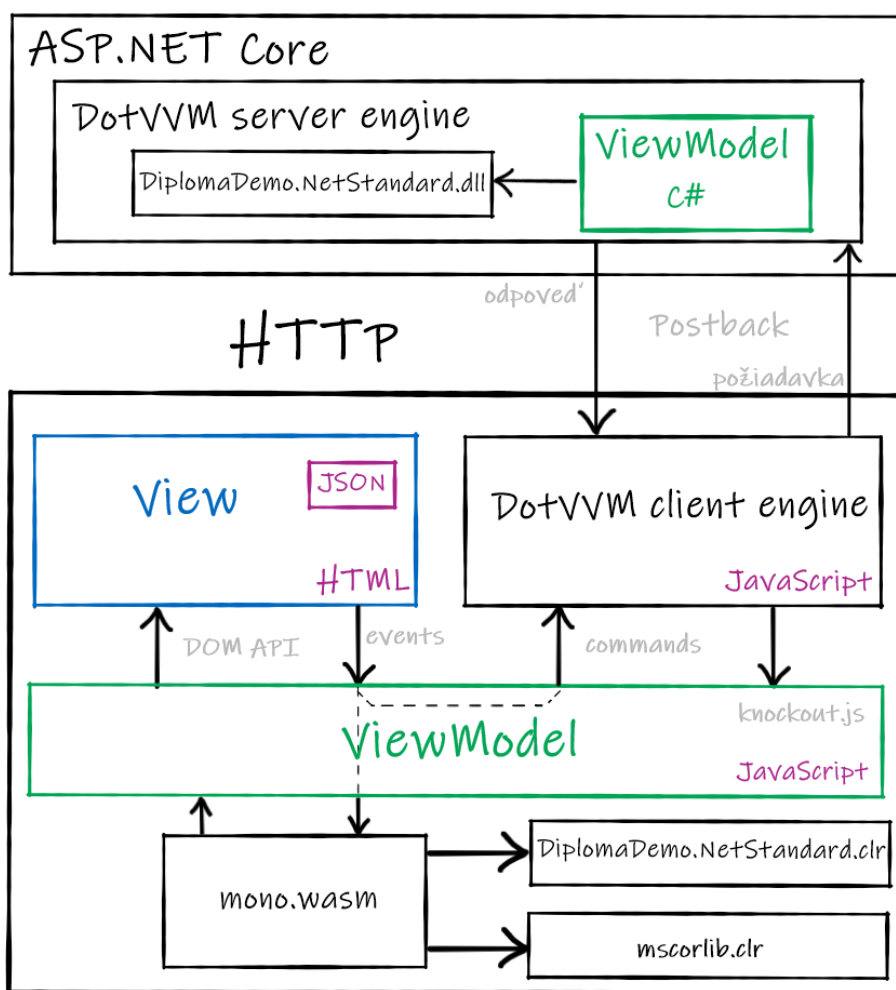 ASP.NET Core
DotVVM server engine
ViewModel
C#
DiplomaDemo.NetStandard.dll
odpoveď
Postback
HTTP
požiadavka
View
JSON
HTML
DotVVM client engine
JavaScript
DOM API
events
commands
knockout.js
ViewModel
JavaScript
mono.wasm
DiplomaDemo.NetStandard.clr
mscorlib.clr